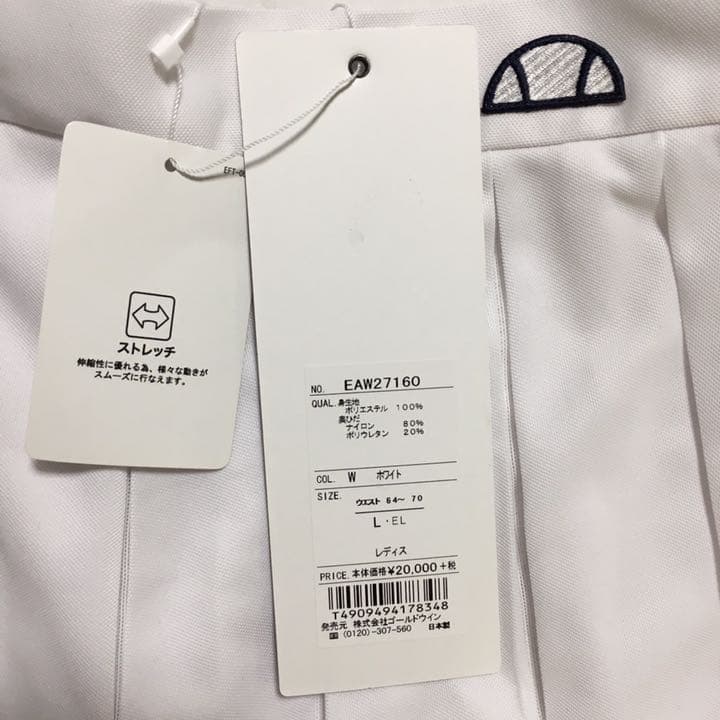 ストレッチ
伸縮性に優れる為、様々な動きが
スムーズに行なえます。
NO. EAW27160
QUAL. 身生地
ポリエステル 100%
奥ひだ
ナイロン 80%
ポリウレタン 20%
COL. W ホワイト
SIZE. ウエスト 64〜 70
L・EL
レディス
PRICE. 本体価格¥20,000+税
T4909494178348
発売元 株式会社ゴールドウイン
(0120)-307-560 日本製